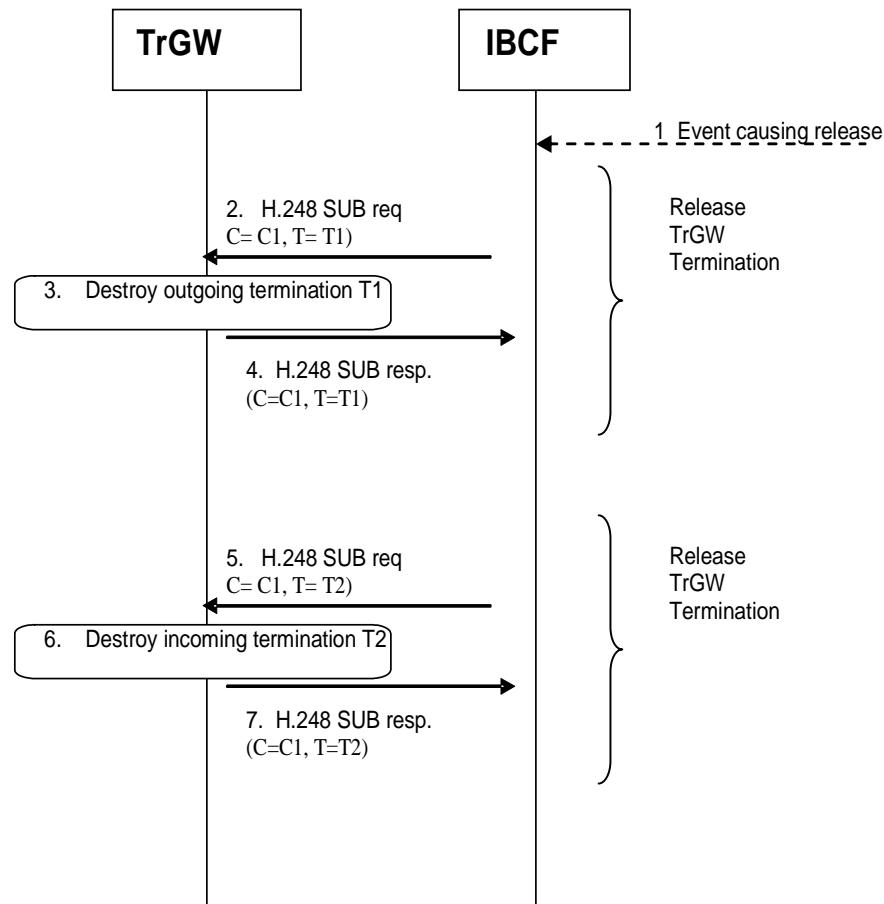 TrGW
IBCF
1 Event causing release
2. H.248 SUB req
C= C1, T= T1)
Release
TrGW
Termination
3. Destroy outgoing termination T1
4. H.248 SUB resp.
(C=C1, T=T1)
5. H.248 SUB req
C= C1, T= T2)
Release
TrGW
Termination
6. Destroy incoming termination T2
7. H.248 SUB resp.
(C=C1, T=T2)